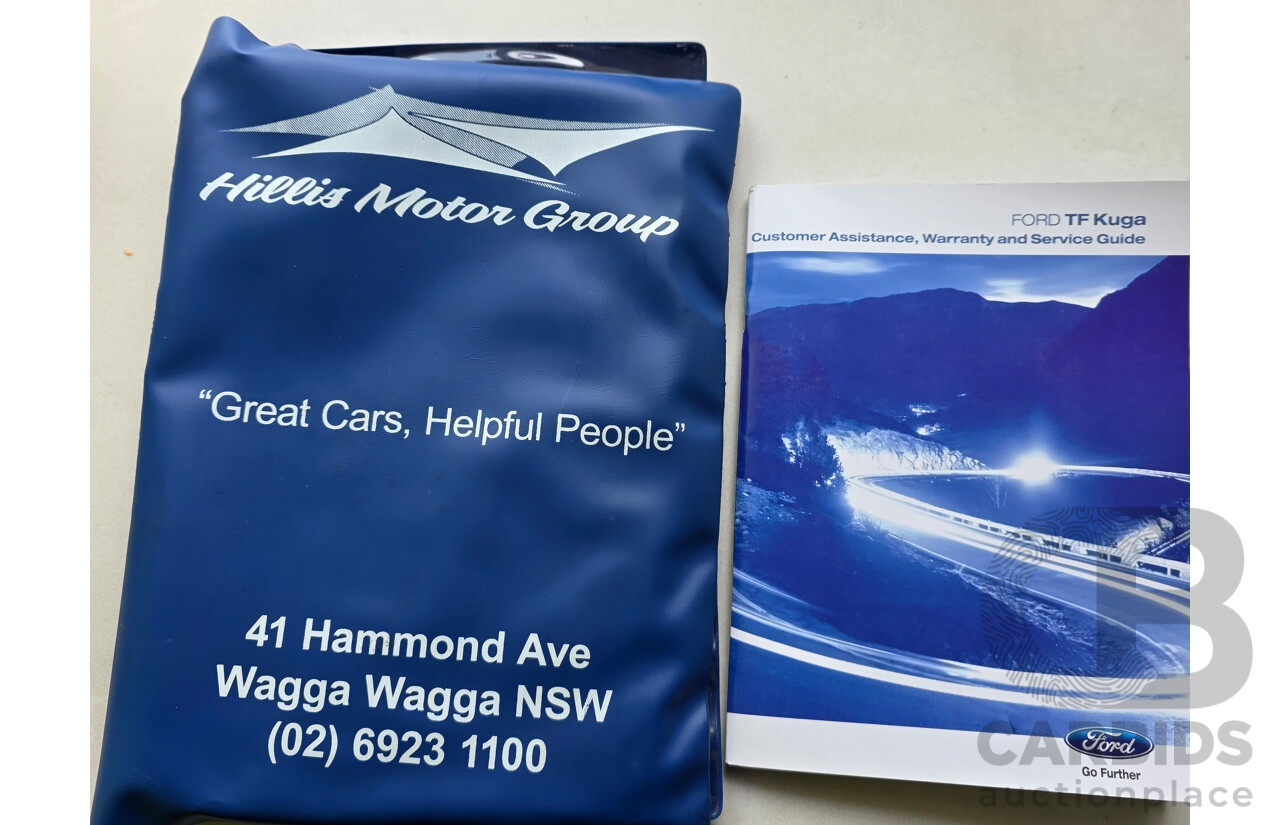 Hillis Motor Group
“Great Cars, Helpful People”
41 Hammond Ave
Wagga Wagga NSW
(02) 6923 1100
FORD TF Kuga
Customer Assistance, Warranty and Service Guide
Ford
Go Further
B
CARBIDS
auctionplace